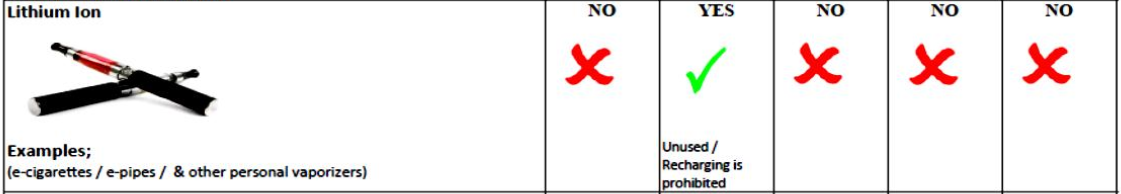 Lithium Ion NO YES NO NO NO
Examples;
(e-cigarettes / e-pipes / & other personal vaporizers)
Unused /
Recharging is
prohibited